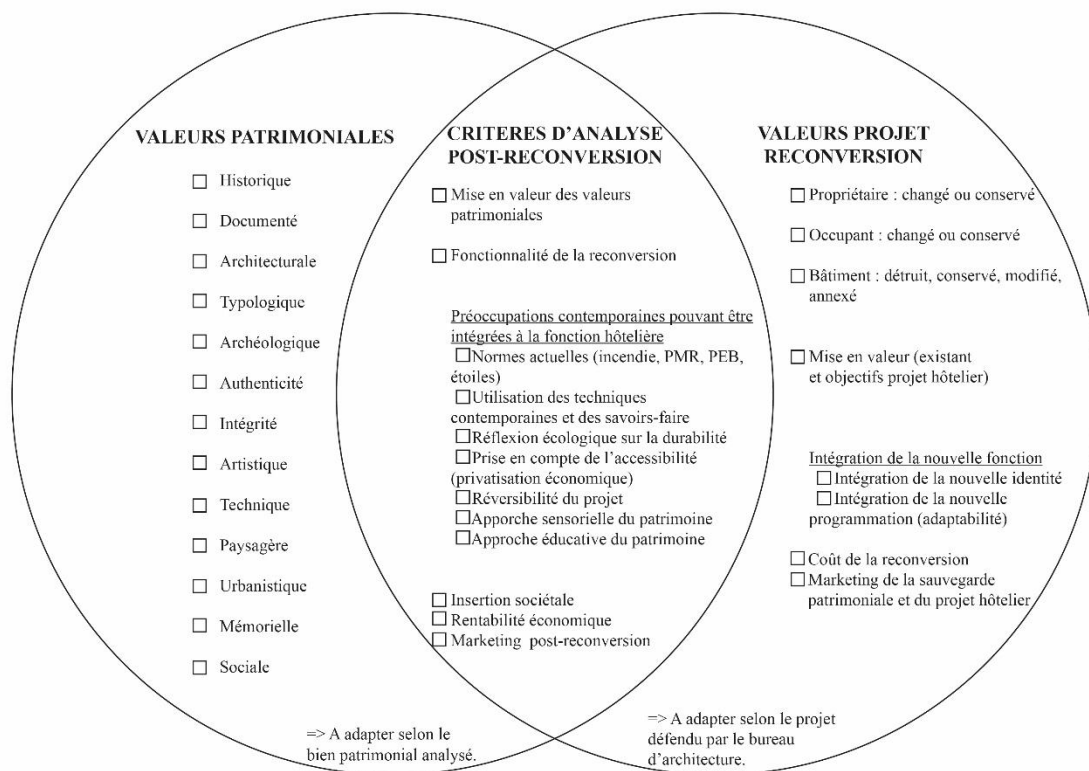 VALEURS PATRIMONIALES
Historique
Documenté
Architecturale
Typologique
Archéologique
Authenticité
Intégrité
Artistique
Technique
Paysagère
Urbanistique
Mémorielle
Sociale
=> A adapter selon le
bien patrimonial analysé.
CRITERES D'ANALYSE
POST-RECONVERSION
Mise en valeur des valeurs
patrimoniales
Fonctionnalité de la reconversion
Préoccupations contemporaines pouvant être
intégrées à la fonction hôtelière
Normes actuelles (incendie, PMR, PEB,
étoiles)
Utilisation des techniques
contemporaines et des savoirs-faire
Réflexion écologique sur la durabilité
Prise en compte de l'accessibilité
(privatisation économique)
Réversibilité du projet
Apporche sensorielle du patrimoine
Approche éducative du patrimoine
Insertion sociétale
Rentabilité économique
Marketing post-reconversion
VALEURS PROJET
RECONVERSION
Propriétaire : changé ou conservé
Occupant : changé ou conservé
Bâtiment : détruit, conservé, modifié,
annexé
Mise en valeur (existant
et objectifs projet hôtelier)
Intégration de la nouvelle fonction
Intégration de la nouvelle identité
Intégration de la nouvelle
programmation (adaptabilité)
Coût de la reconversion
Marketing de la sauvegarde
patrimoniale et du projet hôtelier
=> A adapter selon le projet
défendu par le bureau
d'architecture.